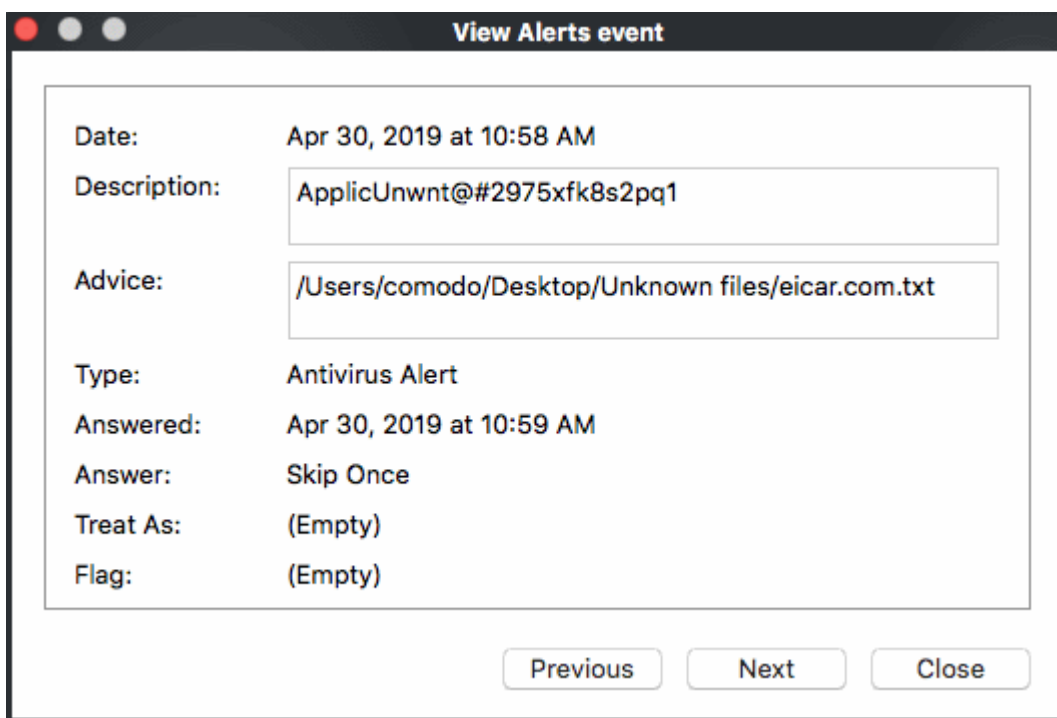 View Alerts event
Date: Apr 30, 2019 at 10:58 AM
Description: ApplicUnwnt@#2975xfk8s2pq1
Advice: /Users/comodo/Desktop/Unknown files/eicar.com.txt
Type: Antivirus Alert
Answered: Apr 30, 2019 at 10:59 AM
Answer: Skip Once
Treat As: (Empty)
Flag: (Empty)
Previous Next Close